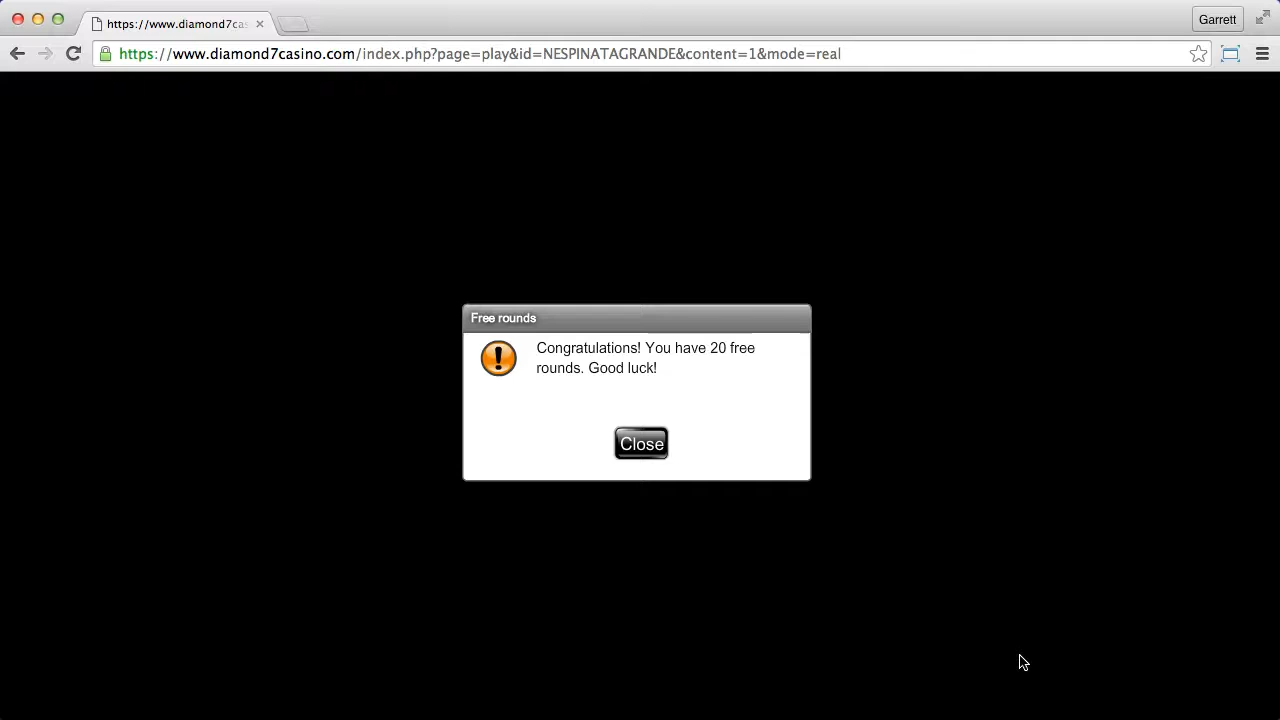 https://www.diamond7ca
Garrett
https://www.diamond7casino.com/index.php?page=play&id=NESPINATAGRANDE&content=1&mode=real
Free rounds
Congratulations! You have 20 free
rounds. Good luck!
Close